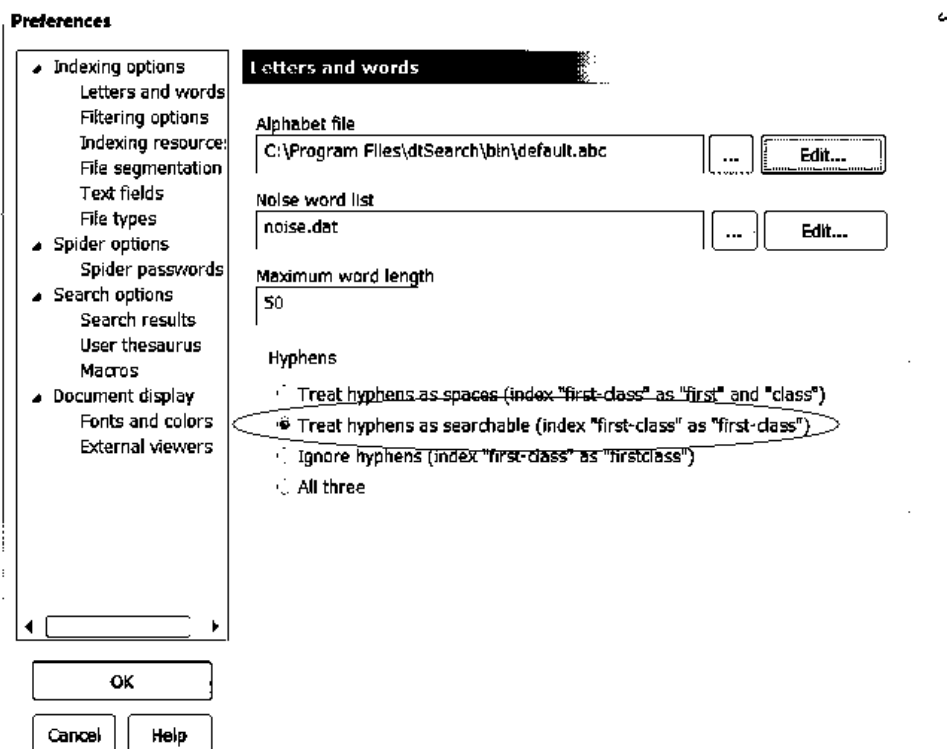 Preferences
Indexing options
Letters and words
Filtering options
Indexing resource
File segmentation
Text fields
File types
Spider options
Spider passwords
Search options
Search results
User thesaurus
Macros
Document display
Fonts and colors
External viewers
OK
Cancel
Help
Letters and words
Alphabet file
C:\Program Files\dtSearch\bin\default.abc
...
Edit...
Noise word list
noise.dat
...
Edit...
Maximum word length
50
Hyphens
Treat hyphens as spaces (index "first-class" as "first" and "class")
Treat hyphens as searchable (index "first-class" as "first-class")
Ignore hyphens (index "first-class" as "firstclass")
All three